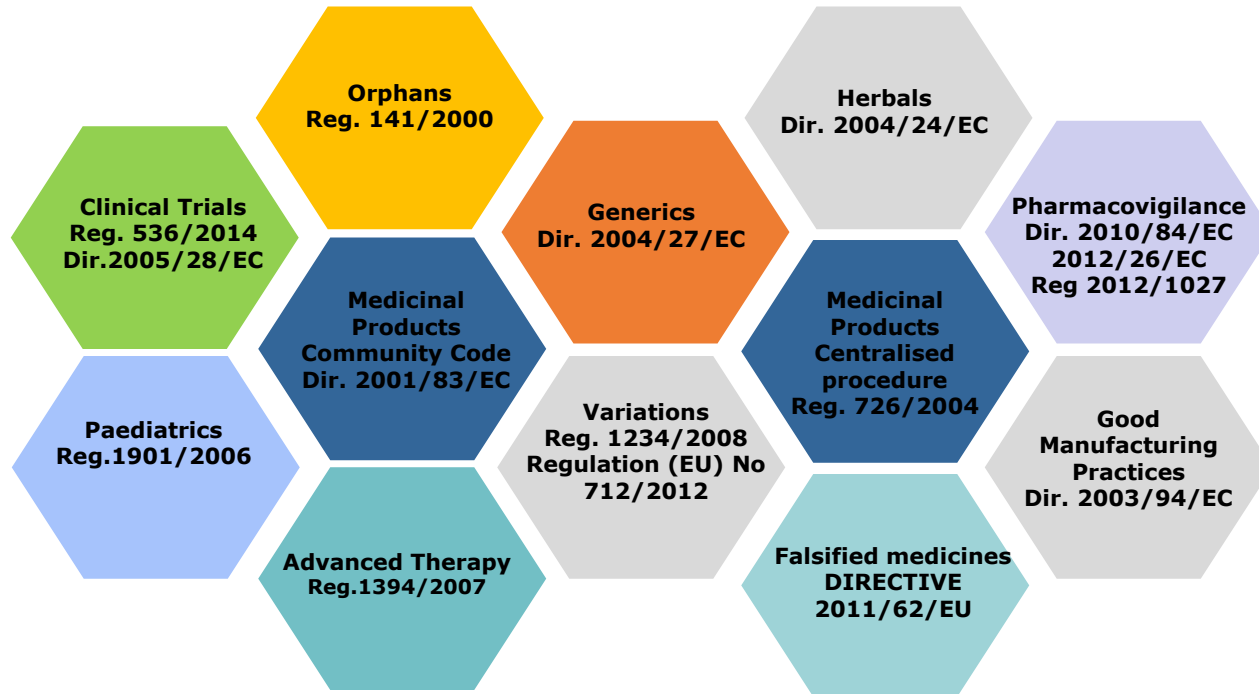 Orphans
Reg. 141/2000
Herbals
Dir. 2004/24/EC
Clinical Trials
Reg. 536/2014
Dir.2005/28/EC
Generics
Dir. 2004/27/EC
Pharmacovigilance
Dir. 2010/84/EC
2012/26/EC
Reg 2012/1027
Medicinal
Products
Community Code
Dir. 2001/83/EC
Medicinal
Products
Centralised
procedure
Reg. 726/2004
Paediatrics
Reg.1901/2006
Variations
Reg. 1234/2008
Regulation (EU) No
712/2012
Good
Manufacturing
Practices
Dir. 2003/94/EC
Advanced Therapy
Reg.1394/2007
Falsified medicines
DIRECTIVE
2011/62/EU